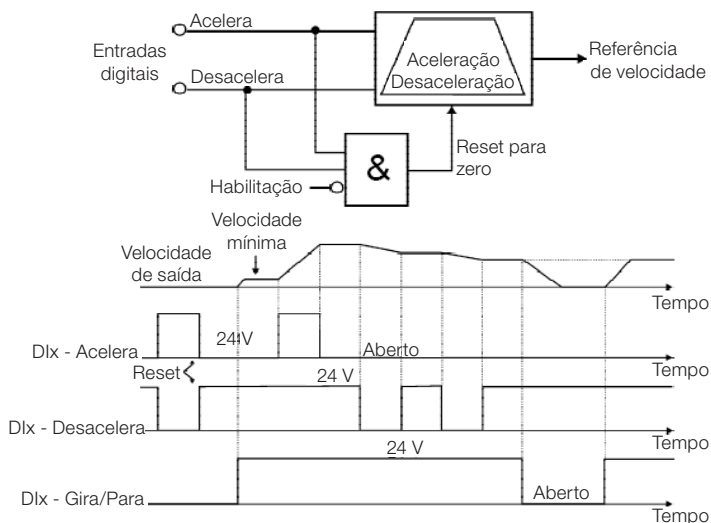 Entradas
digitais
Acelera
Desacelera
Aceleração
Desaceleração
Referência
de velocidade
&
Reset para
zero
Habilitação
Velocidade
mínima
Velocidade
de saída
Tempo
24 V
DIx - Acelera
Aberto
Tempo
Reset
24 V
DIx - Desacelera
Tempo
24 V
DIx - Gira/Para
Aberto
Tempo